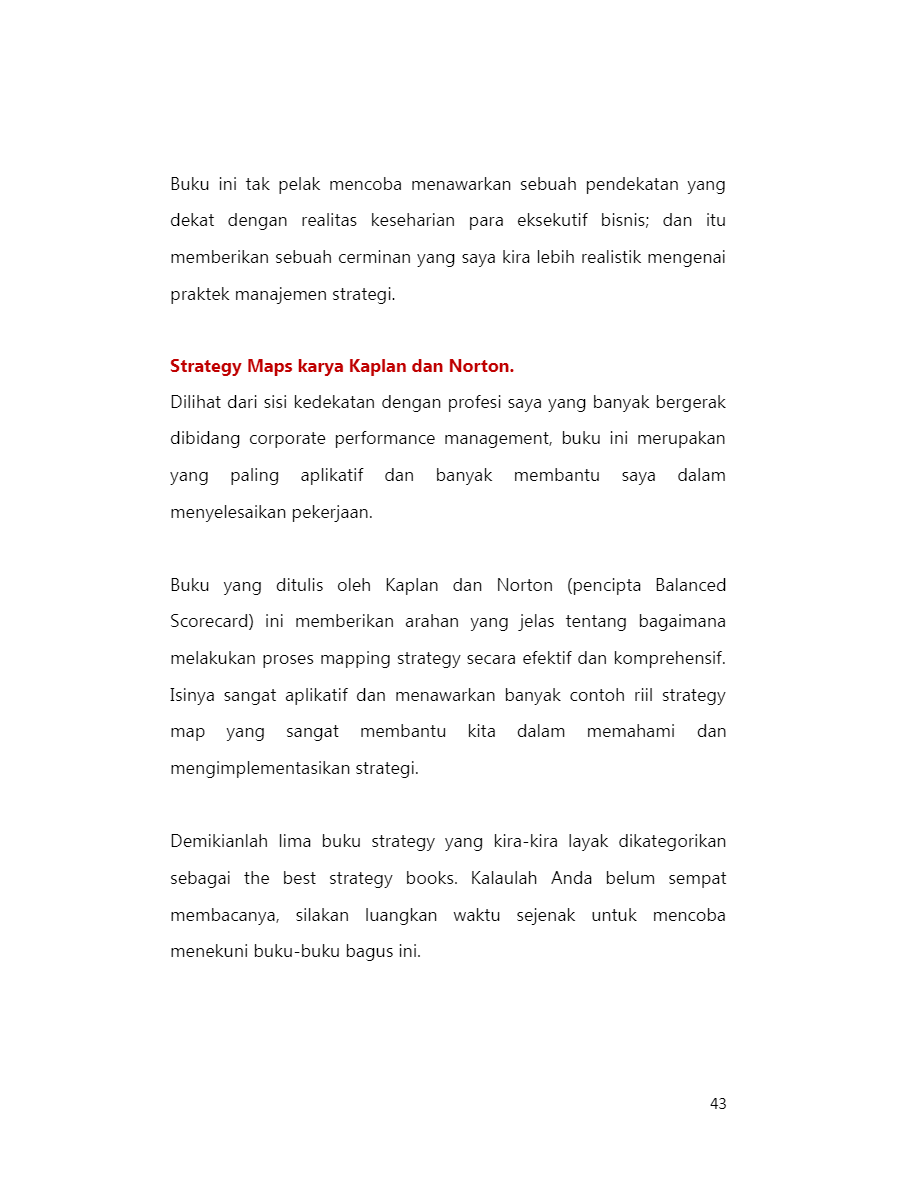 Buku ini tak pelak mencoba menawarkan sebuah pendekatan yang
dekat dengan realitas keseharian para eksekutif bisnis; dan itu
memberikan sebuah cerminan yang saya kira lebih realistik mengenai
praktek manajemen strategi.
Strategy Maps karya Kaplan dan Norton.
Dilihat dari sisi kedekatan dengan profesi saya yang banyak bergerak
dibidang corporate performance management, buku ini merupakan
yang paling aplikatif dan banyak membantu saya dalam
menyelesaikan pekerjaan.
Buku yang ditulis oleh Kaplan dan Norton (pencipta Balanced
Scorecard) ini memberikan arahan yang jelas tentang bagaimana
melakukan proses mapping strategy secara efektif dan komprehensif.
Isinya sangat aplikatif dan menawarkan banyak contoh riil strategy
map yang sangat membantu kita dalam memahami dan
mengimplementasikan strategi.
Demikianlah lima buku strategy yang kira-kira layak dikategorikan
sebagai the best strategy books. Kalaulah Anda belum sempat
membacanya, silakan luangkan waktu sejenak untuk mencoba
menekuni buku-buku bagus ini.
43